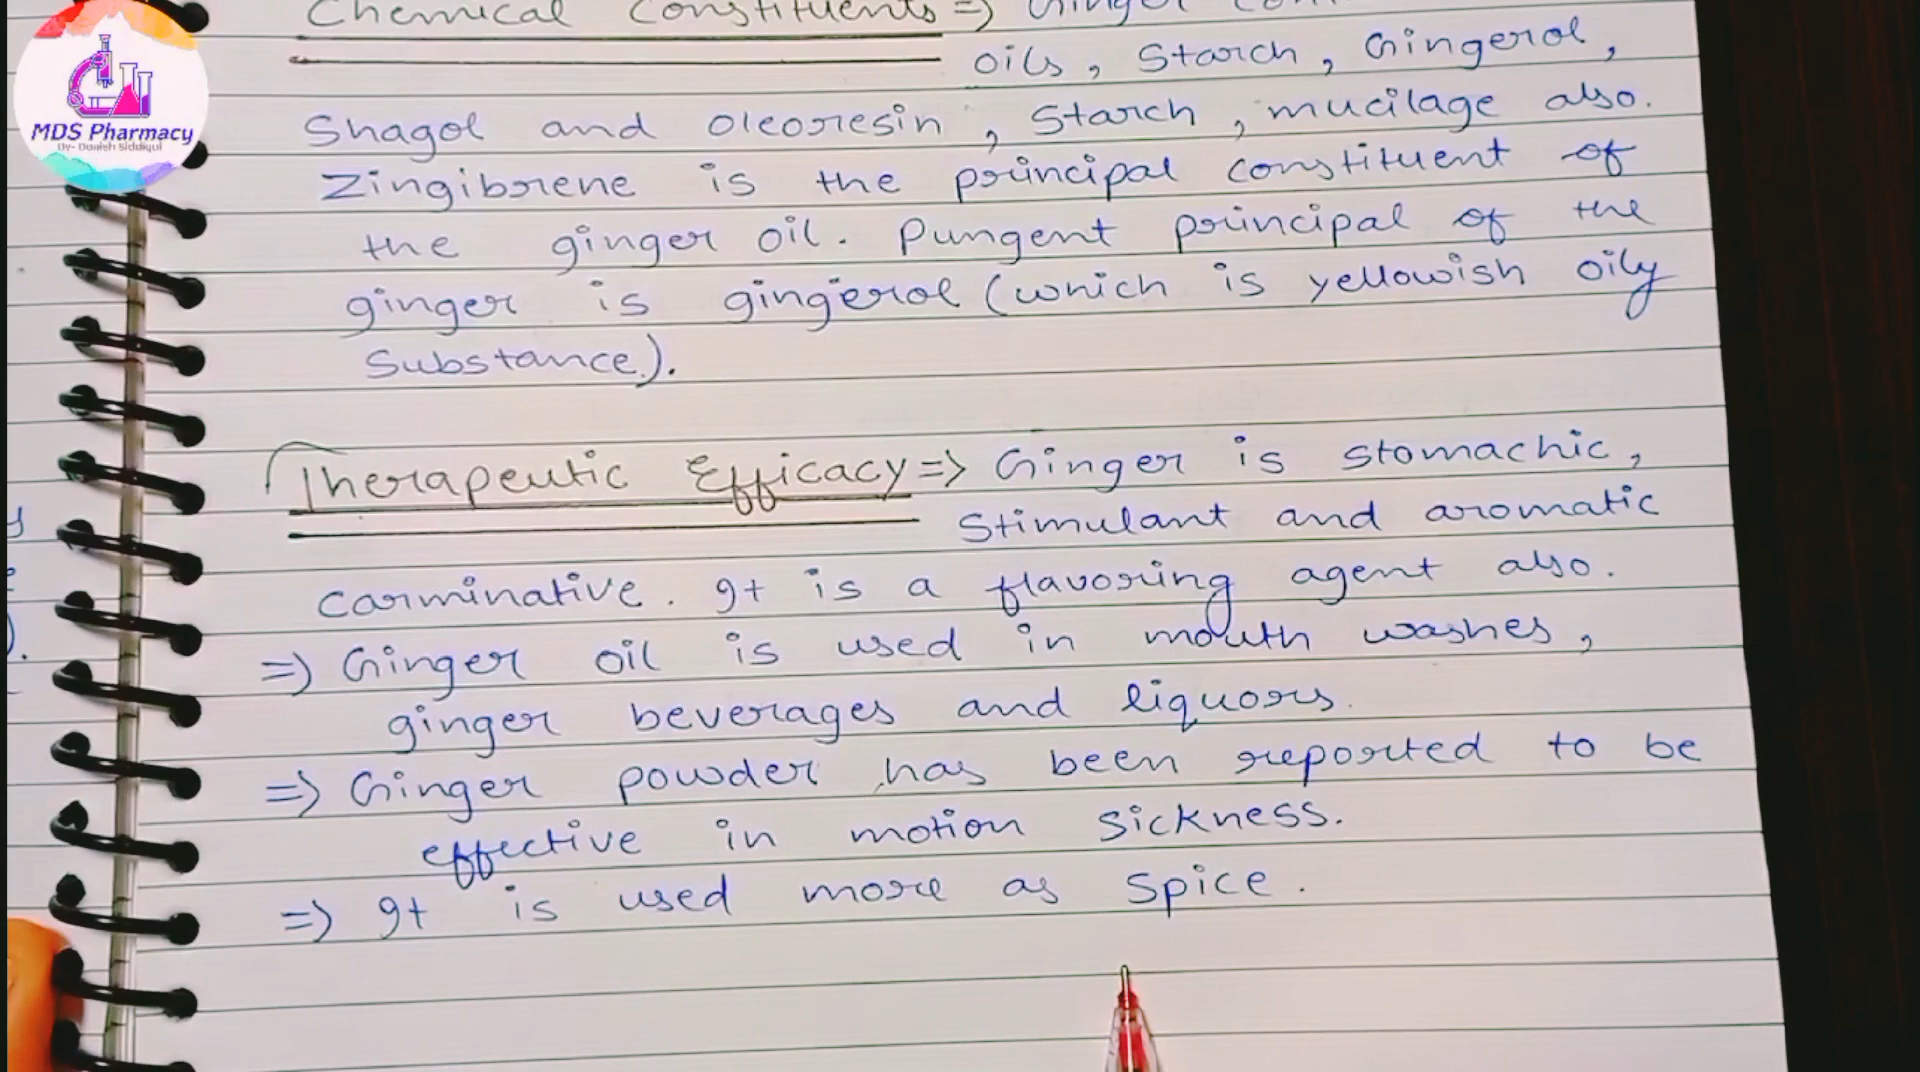 MDS Pharmacy
By- Danish Siddiqui
Chemical Constituents => Ginger
oils, Starch, Gingerol,
Shagol and oleoresin, Starch, mucilage also.
Zingibrene is the principal constituent of
the ginger oil. Pungent principal of the
ginger is gingerol (which is yellowish oily
Substance).
Therapeutic Efficacy => Ginger is stomachic,
Stimulant and aromatic
carminative. It is a flavoring agent also.
=> Ginger oil is used in mouth washes,
ginger beverages and liquors.
=> Ginger powder has been reported to be
effective in motion sickness.
=> It is used more as spice.